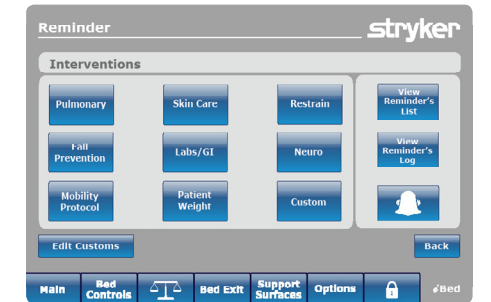 Reminder
stryker
Interventions
Pulmonary
Skin Care
Restrain
View
Reminder's
List
Fall
Prevention
Labs/GI
Neuro
View
Reminder's
Log
Mobility
Protocol
Patient
Weight
Custom
Edit Customs
Back
Main
Bed
Controls
Bed Exit
Support
Surfaces
Options
iBed